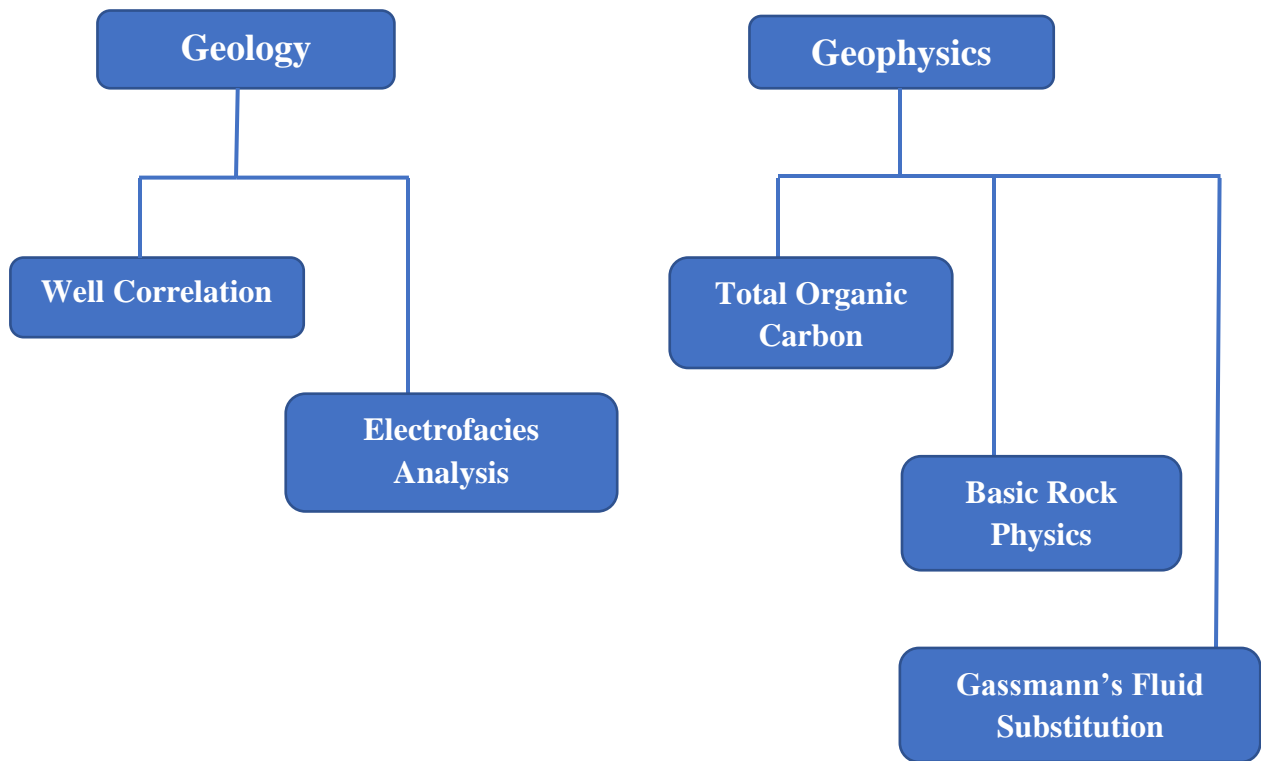 Geology
Geophysics
Well Correlation
Total Organic
Carbon
Electrofacies
Analysis
Basic Rock
Physics
Gassmann’s Fluid
Substitution